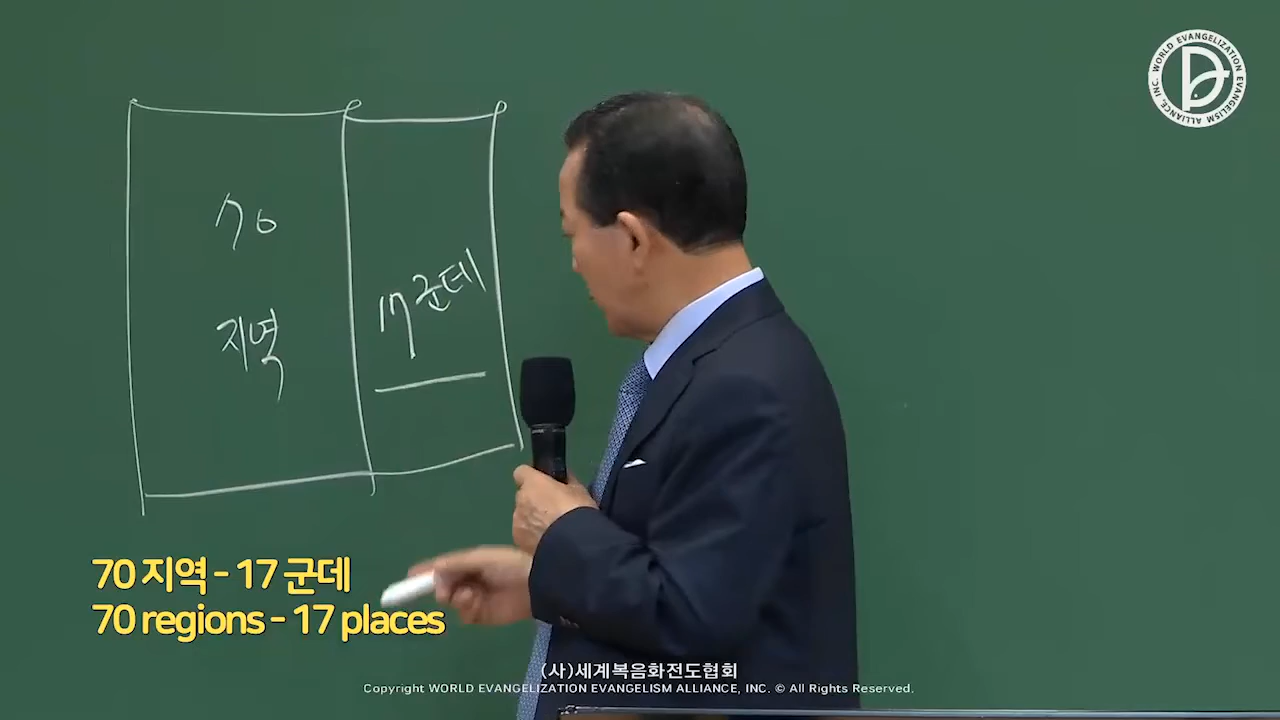 WORLD EVANGELIZATION EVANGELISM ALLIANCE, INC.
70
지역
17군데
70 지역 - 17 군데
70 regions - 17 places
(사)세계복음화전도협회
Copyright WORLD EVANGELIZATION EVANGELISM ALLIANCE, INC. © All Rights Reserved.